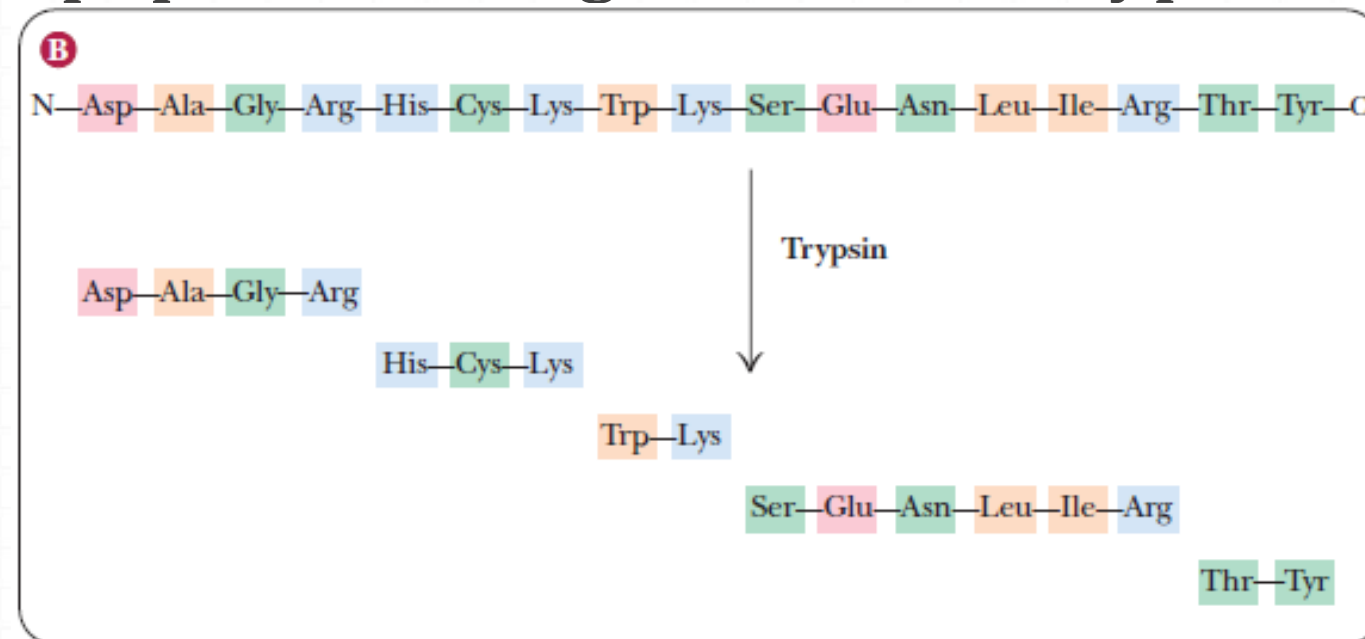 B
N—Asp—Ala—Gly—Arg—His—Cys—Lys—Trp—Lys—Ser—Glu—Asn—Leu—Ile—Arg—Thr—Tyr—
Trypsin
Asp—Ala—Gly—Arg
His—Cys—Lys
Trp—Lys
Ser—Glu—Asn—Leu—Ile—Arg
Thr—Tyr